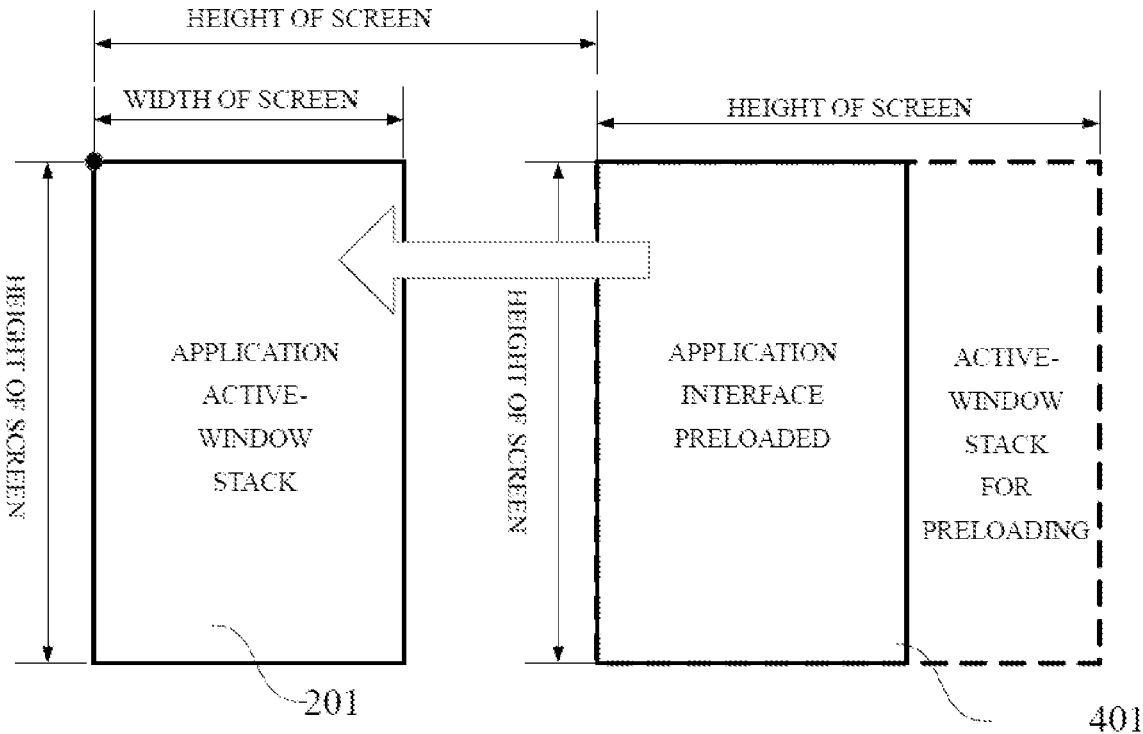 HEIGHT OF SCREEN
WIDTH OF SCREEN
HEIGHT OF SCREEN
HEIGHT OF SCREEN
APPLICATION
ACTIVE-
WINDOW
STACK
HEIGHT OF SCREEN
APPLICATION
INTERFACE
PRELOADED
ACTIVE-
WINDOW
STACK
FOR
PRELOADING
201
401